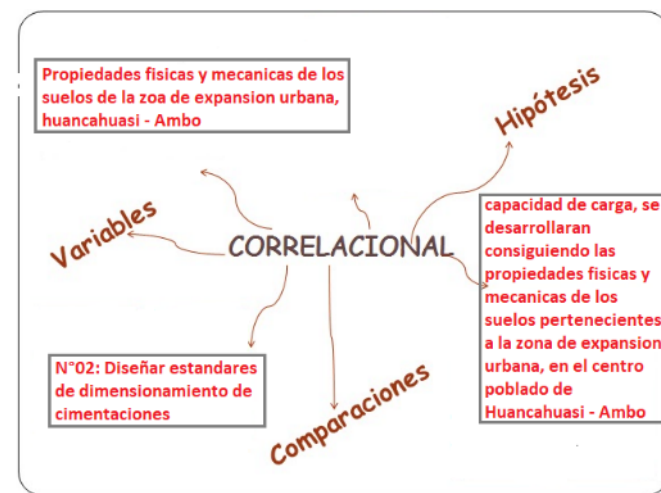 Propiedades fisicas y mecanicas de los
suelos de la zoa de expansion urbana,
huancahuasi - Ambo
Hipótesis
Variables
CORRELACIONAL
capacidad de carga, se
desarrollaran
consiguiendo las
propiedades fisicas y
mecanicas de los
suelos pertenecientes
a la zona de expansion
urbana, en el centro
poblado de
Huancahuasi - Ambo
N°02: Diseñar estandares
de dimensionamiento de
cimentaciones
Comparaciones